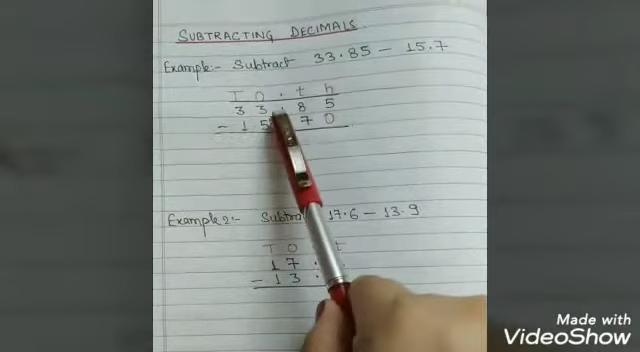 SUBTRACTING DECIMALS
Example:- Subtract 33.85 - 15.7
T O . t h
3 3 . 8 5
- 1 5 7 0
Example 2:- Subtract 17.6 - 13.9
T O t
1 7 .
- 1 3 .
Made with
VideoShow